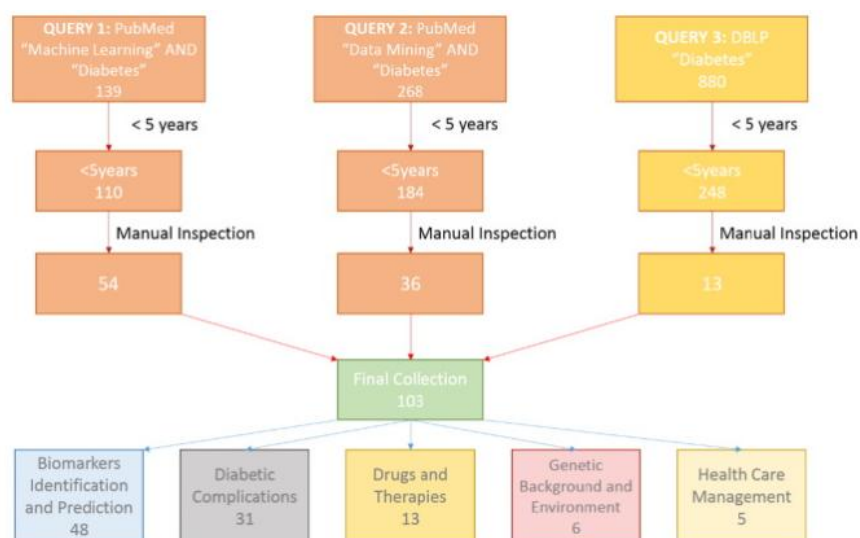 QUERY 1: PubMed
“Machine Learning” AND
“Diabetes”
139
QUERY 2: PubMed
“Data Mining” AND
“Diabetes”
268
QUERY 3: DBLP
“Diabetes”
880
< 5 years
< 5 years
< 5 years
<5years
110
<5years
184
<5years
248
Manual Inspection
Manual Inspection
Manual Inspection
54
36
13
Final Collection
103
Biomarkers
Identification
and Prediction
48
Diabetic
Complications
31
Drugs and
Therapies
13
Genetic
Background and
Environment
6
Health Care
Management
5